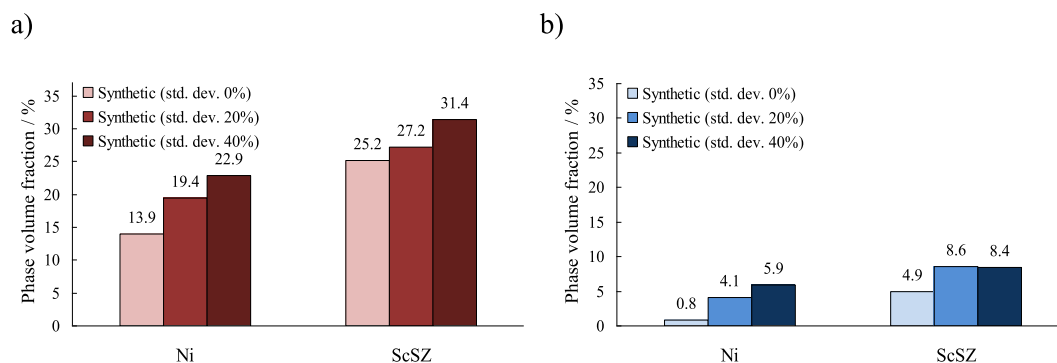 a)
Phase volume fraction / %
35
30
25
20
15
10
5
0
Synthetic (std. dev. 0%)
Synthetic (std. dev. 20%)
Synthetic (std. dev. 40%)
13.9
19.4
22.9
25.2
27.2
31.4
Ni
ScSZ
b)
Phase volume fraction / %
35
30
25
20
15
10
5
0
Synthetic (std. dev. 0%)
Synthetic (std. dev. 20%)
Synthetic (std. dev. 40%)
0.8
4.1
5.9
4.9
8.6
8.4
Ni
ScSZ